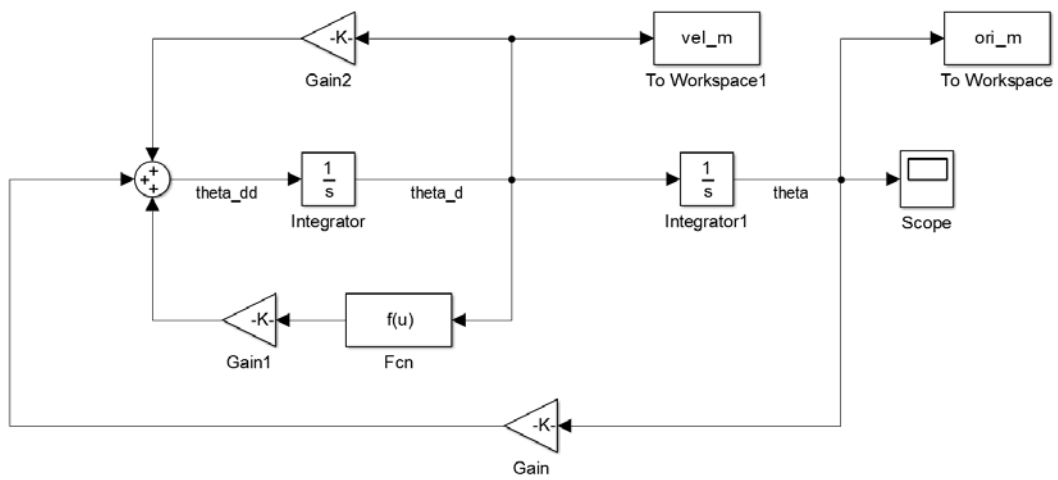 -K-
Gain2
vel_m
To Workspace1
ori_m
To Workspace
+
+
+
theta_dd
1
s
Integrator
theta_d
1
s
Integrator1
theta
Scope
-K-
Gain1
f(u)
Fcn
-K-
Gain